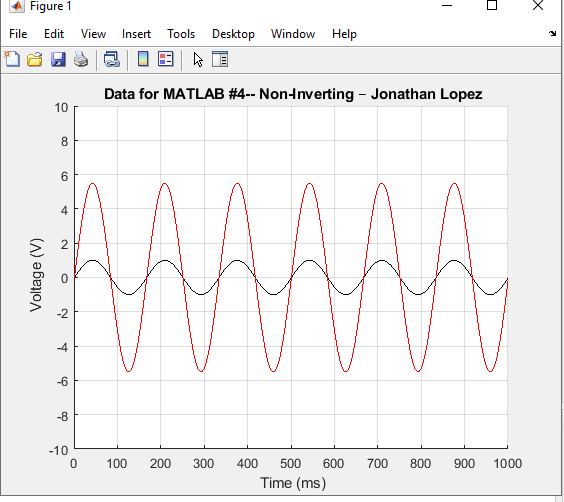 Figure 1
File Edit View Insert Tools Desktop Window Help
Data for MATLAB #4-- Non-Inverting − Jonathan Lopez
10
8
6
4
2
0
-2
-4
-6
-8
-10
Voltage (V)
0 100 200 300 400 500 600 700 800 900 1000
Time (ms)